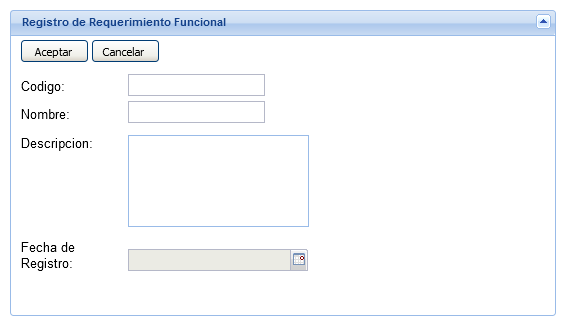 Registro de Requerimiento Funcional
Aceptar Cancelar
Codigo:
Nombre:
Descripcion:
Fecha de
Registro: